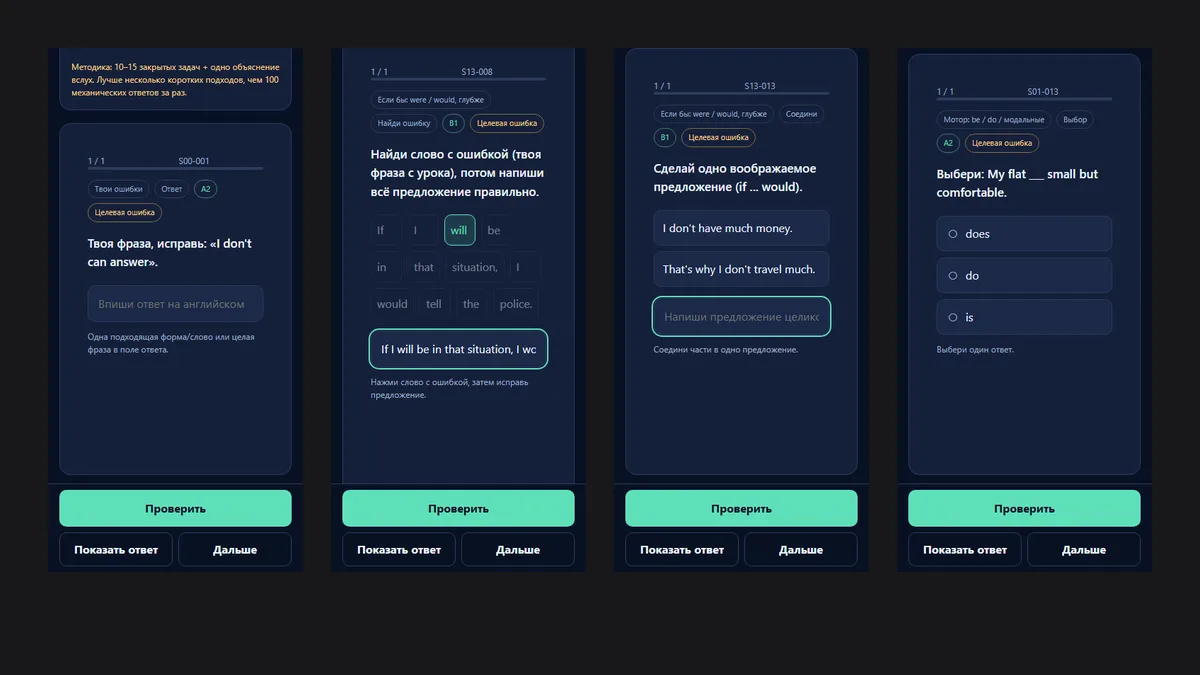 Методика: 10–15 закрытых задач + одно объяснение
вслух. Лучше несколько коротких подходов, чем 100
механических ответов за раз.
1 / 1
S00-001
Твои ошибки
Ответ
A2
Целевая ошибка
Твоя фраза, исправь: «I don't
can answer».
Впиши ответ на английском
Одна подходящая форма/слово или целая
фраза в поле ответа.
Проверить
Показать ответ
Дальше
1 / 1
S13-008
Если бы: were / would, глубже
Найди ошибку
B1
Целевая ошибка
Найди слово с ошибкой (твоя
фраза с урока), потом напиши
всё предложение правильно.
If I will be
in that situation, I
would tell the police.
If I will be in that situation, I wc
Нажми слово с ошибкой, затем исправь
предложение.
Проверить
Показать ответ
Дальше
1 / 1
S13-013
Если бы: were / would, глубже
Соедини
B1
Целевая ошибка
Сделай одно воображаемое
предложение (if ... would).
I don't have much money.
That's why I don't travel much.
Напиши предложение целико
Соедини части в одно предложение.
Проверить
Показать ответ
Дальше
1 / 1
S01-013
Мотор: be / do / модальные
Выбор
A2
Целевая ошибка
Выбери: My flat ___ small but
comfortable.
does
do
is
Выбери один ответ.
Проверить
Показать ответ
Дальше